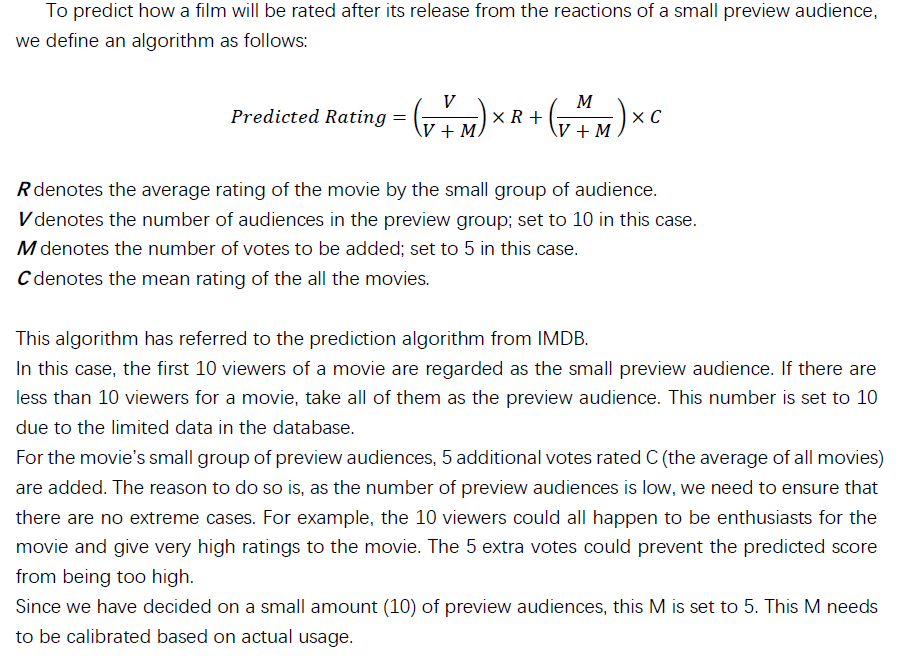 To predict how a film will be rated after its release from the reactions of a small preview audience,
we define an algorithm as follows:
Predicted Rating = (V / (V + M)) × R + (M / (V + M)) × C
R denotes the average rating of the movie by the small group of audience.
V denotes the number of audiences in the preview group; set to 10 in this case.
M denotes the number of votes to be added; set to 5 in this case.
C denotes the mean rating of the all the movies.
This algorithm has referred to the prediction algorithm from IMDB.
In this case, the first 10 viewers of a movie are regarded as the small preview audience. If there are
less than 10 viewers for a movie, take all of them as the preview audience. This number is set to 10
due to the limited data in the database.
For the movie's small group of preview audiences, 5 additional votes rated C (the average of all movies)
are added. The reason to do so is, as the number of preview audiences is low, we need to ensure that
there are no extreme cases. For example, the 10 viewers could all happen to be enthusiasts for the
movie and give very high ratings to the movie. The 5 extra votes could prevent the predicted score
from being too high.
Since we have decided on a small amount (10) of preview audiences, this M is set to 5. This M needs
to be calibrated based on actual usage.